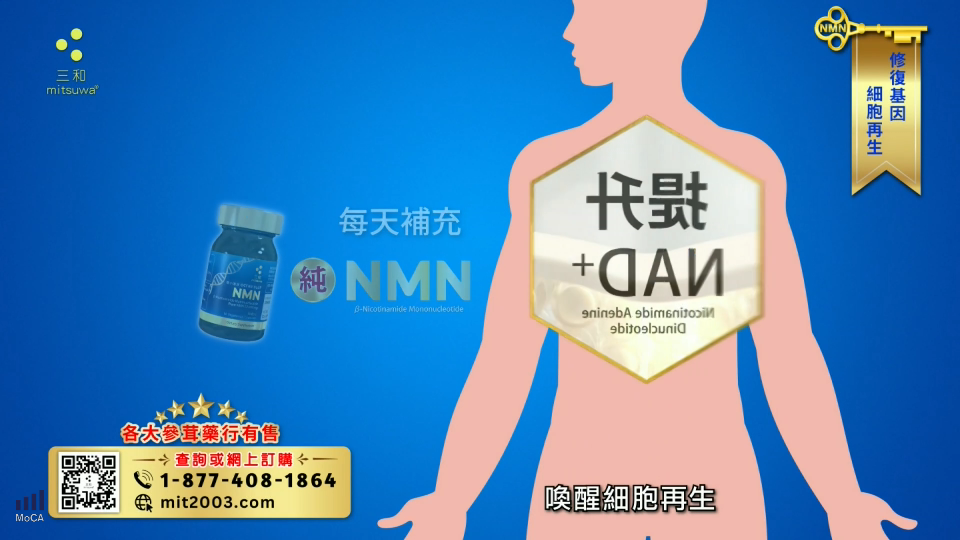 三和
mitsuwa®
NMN
修復基因
細胞再生
每天補充
純 NMN
β-Nicotinamide Mononucleotide
NMN
提升
NAD+
Nicotinamide Adenine
Dinucleotide
各大參茸藥行有售
查詢或網上訂購
1-877-408-1864
mit2003.com
喚醒細胞再生
MoCA